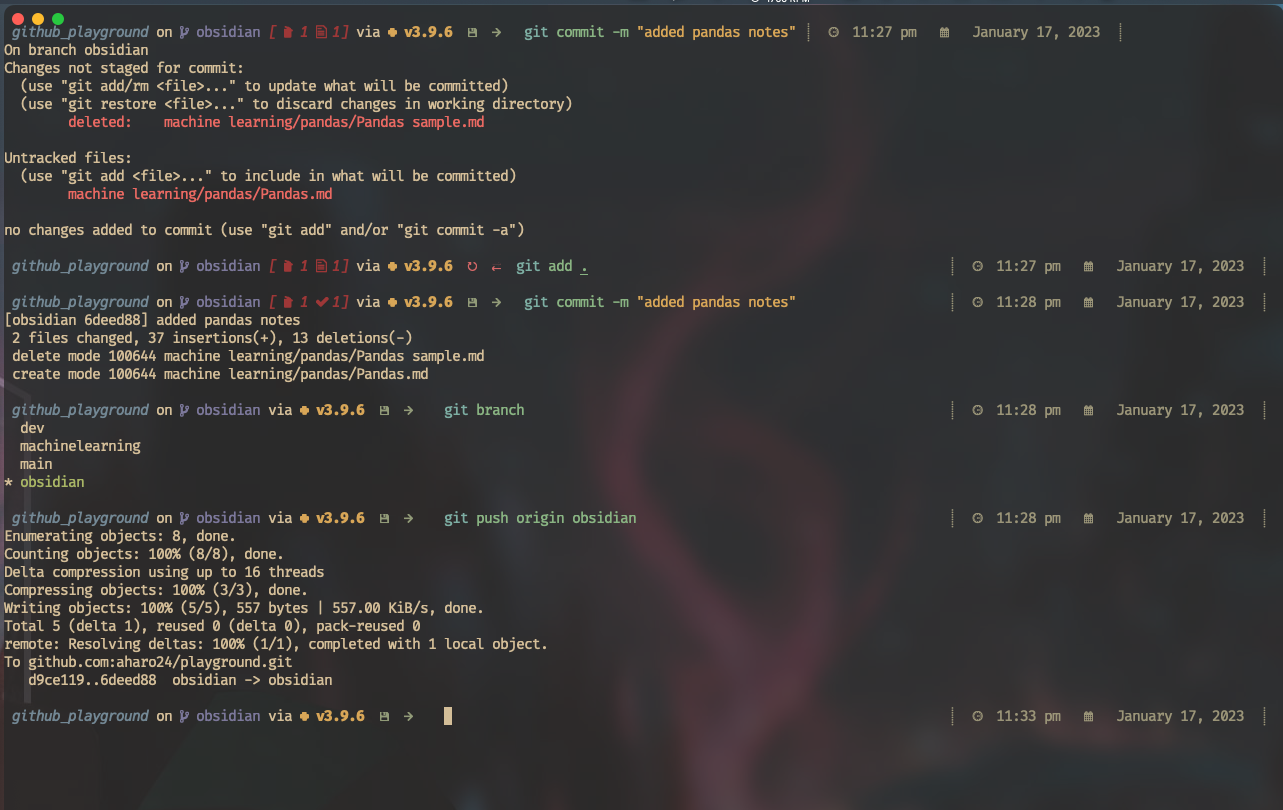 github_playground on obsidian [ 1 1] via v3.9.6 → git commit -m "added pandas notes" 11:27 pm January 17, 2023
On branch obsidian
Changes not staged for commit:
(use "git add/rm <file>..." to update what will be committed)
(use "git restore <file>..." to discard changes in working directory)
deleted: machine learning/pandas/Pandas sample.md
Untracked files:
(use "git add <file>..." to include in what will be committed)
machine learning/pandas/Pandas.md
no changes added to commit (use "git add" and/or "git commit -a")
github_playground on obsidian [ 1 1] via v3.9.6 ↻ ← git add . 11:27 pm January 17, 2023
github_playground on obsidian [ 1 ✔1] via v3.9.6 → git commit -m "added pandas notes" 11:28 pm January 17, 2023
[obsidian 6deed88] added pandas notes
2 files changed, 37 insertions(+), 13 deletions(-)
delete mode 100644 machine learning/pandas/Pandas sample.md
create mode 100644 machine learning/pandas/Pandas.md
github_playground on obsidian via v3.9.6 → git branch 11:28 pm January 17, 2023
dev
machinelearning
main
* obsidian
github_playground on obsidian via v3.9.6 → git push origin obsidian 11:28 pm January 17, 2023
Enumerating objects: 8, done.
Counting objects: 100% (8/8), done.
Delta compression using up to 16 threads
Compressing objects: 100% (3/3), done.
Writing objects: 100% (5/5), 557 bytes | 557.00 KiB/s, done.
Total 5 (delta 1), reused 0 (delta 0), pack-reused 0
remote: Resolving deltas: 100% (1/1), completed with 1 local object.
To github.com:aharo24/playground.git
d9ce119..6deed88 obsidian -> obsidian
github_playground on obsidian via v3.9.6 → 11:33 pm January 17, 2023